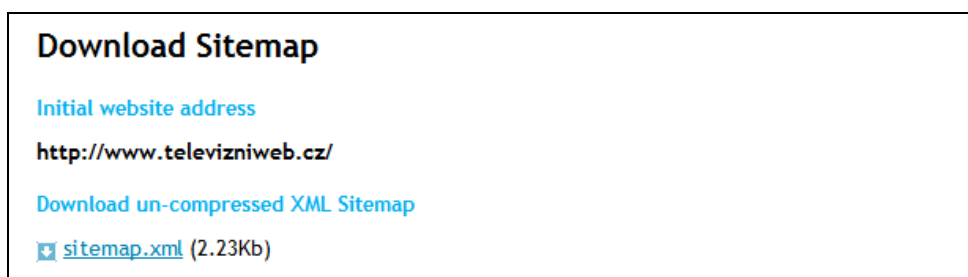 Download Sitemap
Initial website address
http://www.televizniweb.cz/
Download un-compressed XML Sitemap
sitemap.xml (2.23Kb)